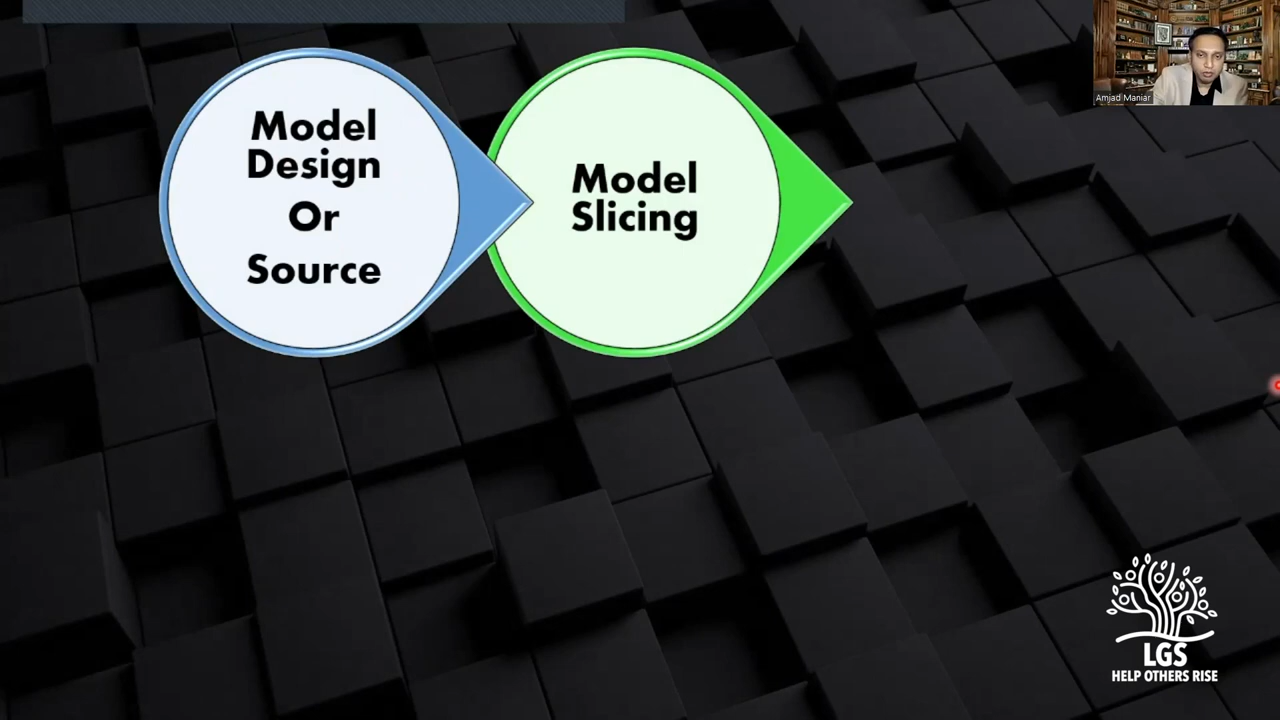 Model
Design
Or
Source
Model
Slicing
Amjad Maniar
LGS
HELP OTHERS RISE